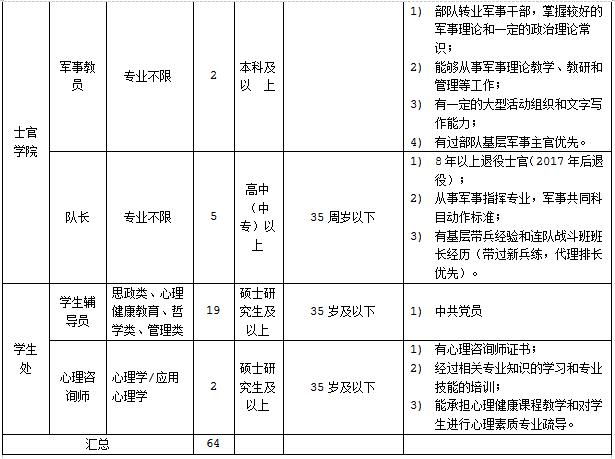 士官
学院
军事教
员
专业不限
2
本科及
以 上
1) 部队转业军事干部，掌握较好的
军事理论和一定的政治理论常
识；
2) 能够从事军事理论教学、教研和
管理等工作；
3) 有一定的大型活动组织和文字写
作能力；
4) 有过部队基层军事主官优先。
队长
专业不限
5
高中
（中
专）以
上
35 周岁以下
1) 8 年以上退役士官(2017 年后退
役)；
2) 从事军事指挥专业，军事共同科
目动作标准；
3) 有基层带兵经验和连队战斗班班
长经历（带过新兵练，代理排长
优先）。
学生
处
学生辅
导员
思政类、心理
健康教育、哲
学类、管理类
19
硕士研
究生及
以上
35 岁及以下
1) 中共党员
心理咨
询师
心理学/应用
心理学
2
硕士研
究生及
以上
35 岁及以下
1) 有心理咨询师证书；
2) 经过相关专业知识的学习和专业
技能的培训；
3) 能承担心理健康课程教学和对学
生进行心理素质专业疏导。
汇总
64